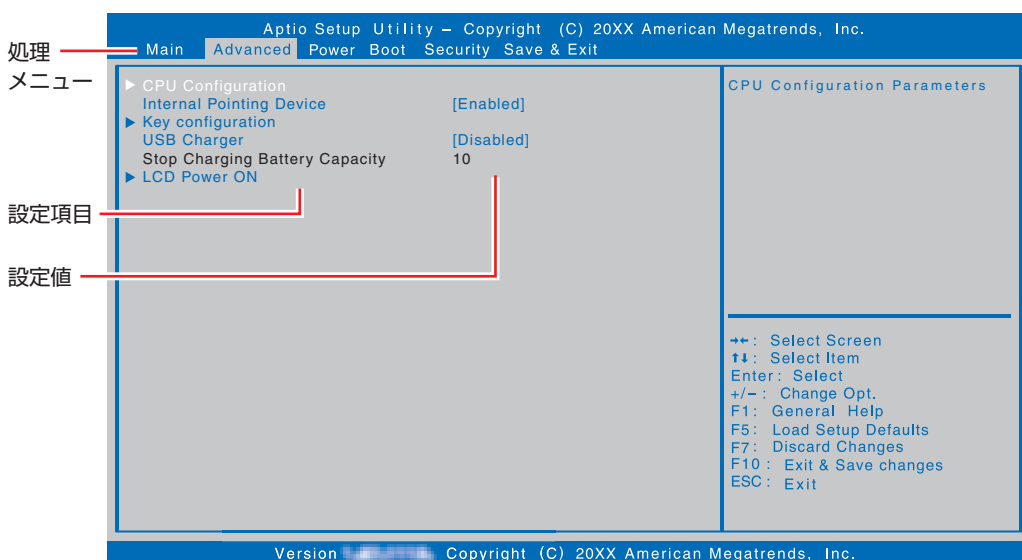 Aptio Setup Utility – Copyright (C) 20XX American Megatrends, Inc.
Main Advanced Power Boot Security Save & Exit
処理
メニュー
設定項目
設定値
▶ CPU Configuration
Internal Pointing Device [Enabled]
▶ Key configuration
USB Charger [Disabled]
Stop Charging Battery Capacity 10
▶ LCD Power ON
CPU Configuration Parameters
→←: Select Screen
↑↓: Select Item
Enter: Select
+/–: Change Opt.
F1: General Help
F5: Load Setup Defaults
F7: Discard Changes
F10: Exit & Save changes
ESC: Exit
Version Copyright (C) 20XX American Megatrends, Inc.